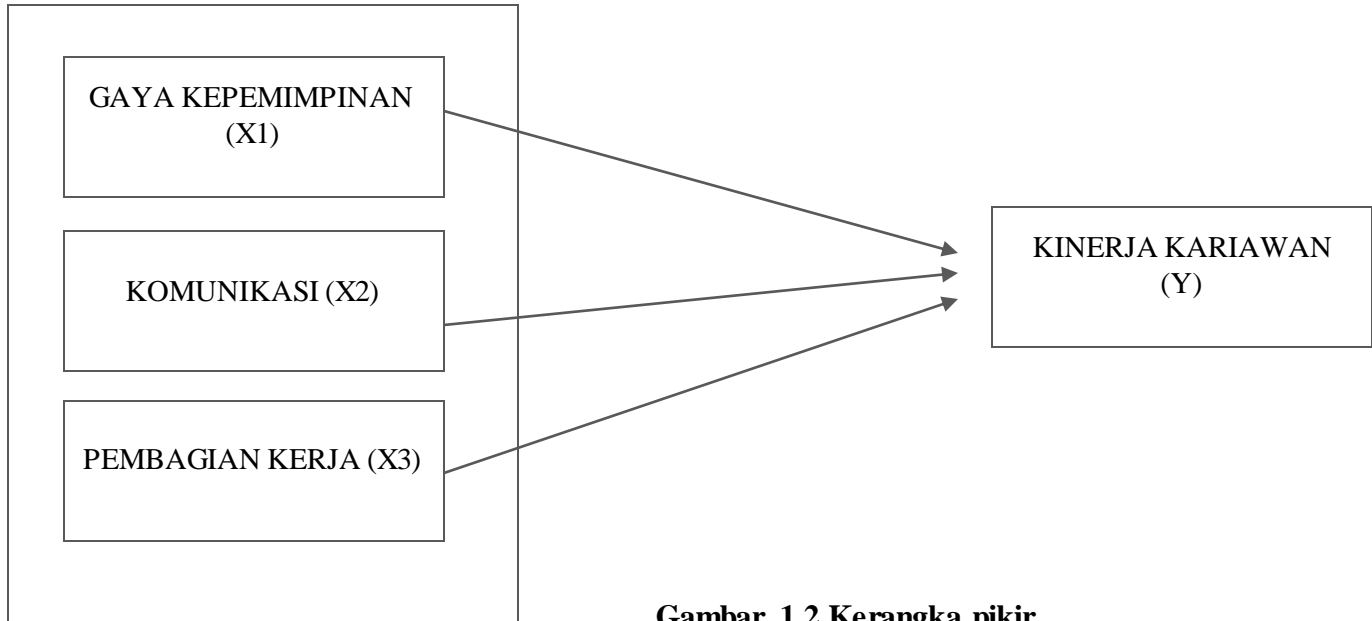 GAYA KEPEMIMPINAN
(X1)
KOMUNIKASI (X2)
PEMBAGIAN KERJA (X3)
KINERJA KARIAWAN
(Y)
Gambar 1.2 Kerangka pikir